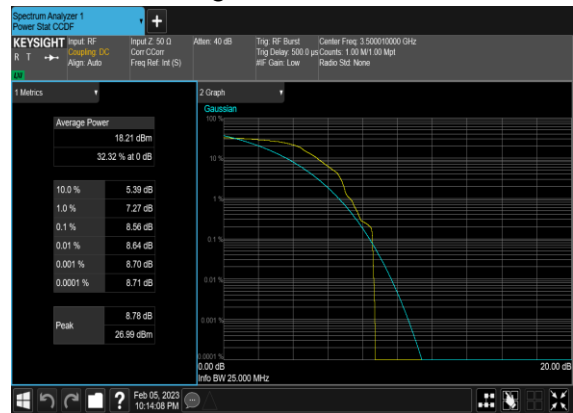 Spectrum Analyzer 1
Power Stat CCDF
+
KEYSIGHT
R T
LXI
Input: RF
Coupling: DC
Align: Auto
Input Z: 50 Ω
Corr CCorr
Freq Ref: Int (S)
Atten: 40 dB
Trig: RF Burst
Trig Delay: 500.0 µs
#IF Gain: Low
Center Freq: 3.500010000 GHz
Counts: 1.00 M/1.00 Mpt
Radio Std: None
1 Metrics
Average Power
18.21 dBm
32.32 % at 0 dB
10.0 % 5.39 dB
1.0 % 7.27 dB
0.1 % 8.56 dB
0.01 % 8.64 dB
0.001 % 8.70 dB
0.0001 % 8.71 dB
Peak
8.78 dB
26.99 dBm
2 Graph
Gaussian
100 %
10 %
1 %
0.1 %
0.01 %
0.001 %
0.0001 %
0.00 dB
20.00 dB
Info BW 25.000 MHz
?
Feb 05, 2023
10:14:08 PM